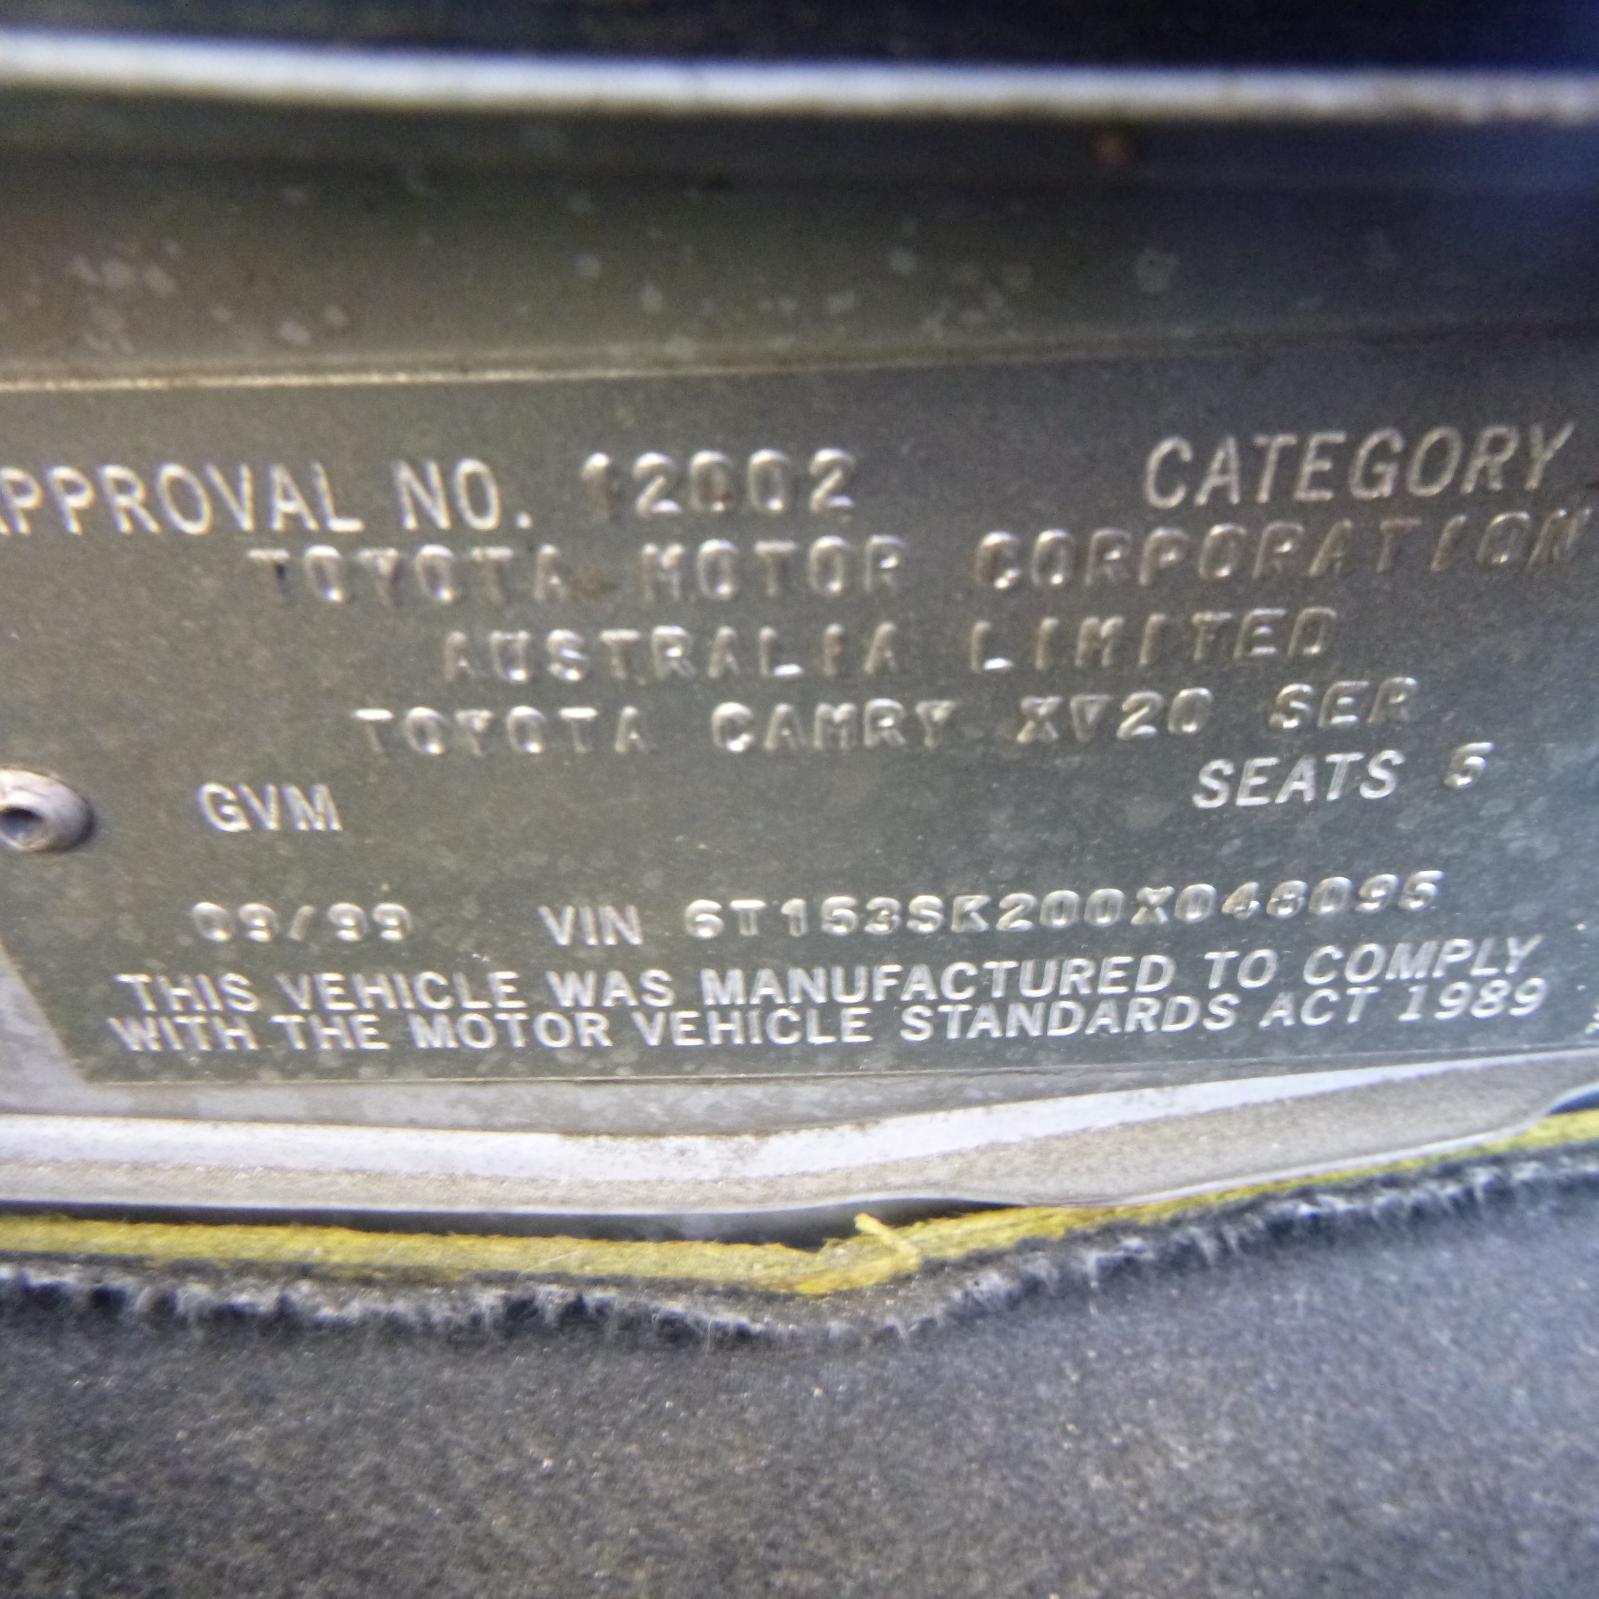 APPROVAL NO. 12002 CATEGORY
TOYOTA MOTOR CORPORATION
AUSTRALIA LIMITED
TOYOTA CAMRY XV20 SER
GVM SEATS 5
09/99 VIN 6T153SK200X048095
THIS VEHICLE WAS MANUFACTURED TO COMPLY
WITH THE MOTOR VEHICLE STANDARDS ACT 1989